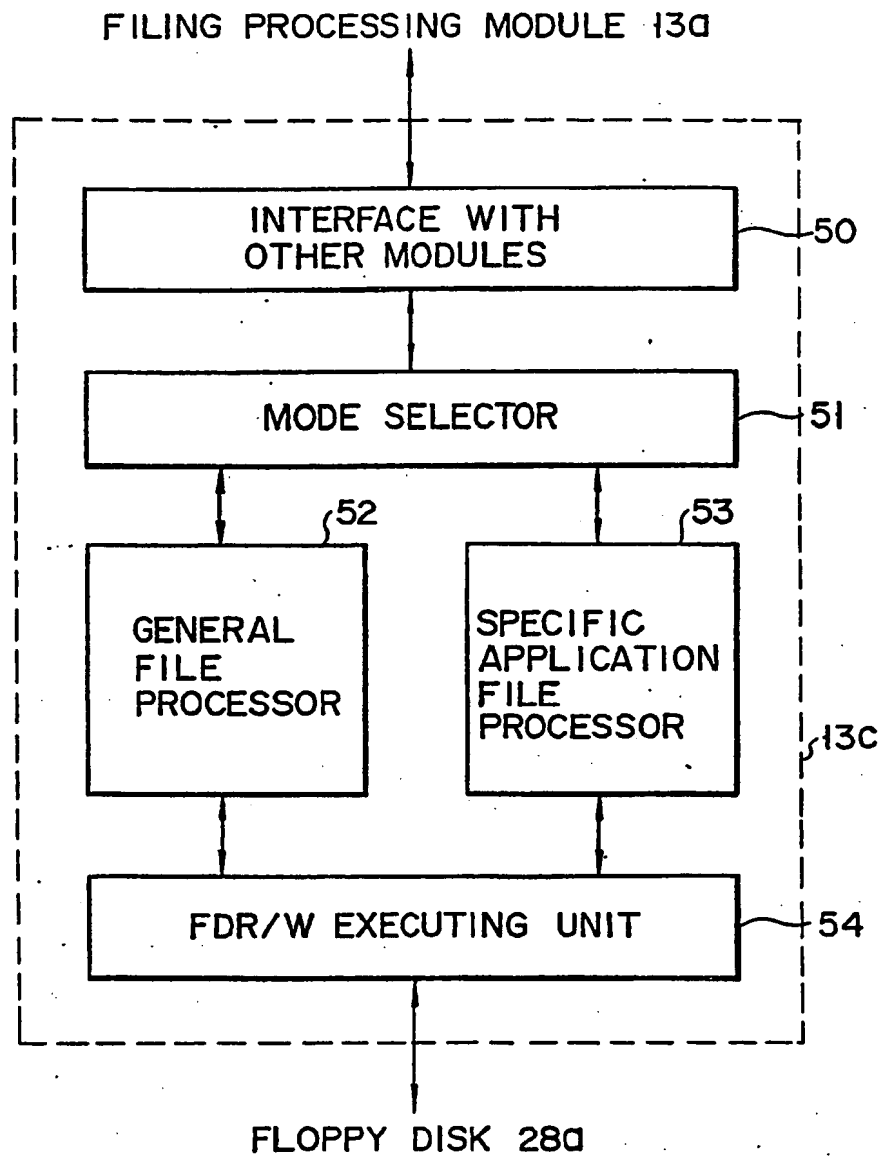 FILING PROCESSING MODULE 13a
INTERFACE WITH
OTHER MODULES
50
MODE SELECTOR
51
52
53
GENERAL
FILE
PROCESSOR
SPECIFIC
APPLICATION
FILE
PROCESSOR
13C
FDR/W EXECUTING UNIT
54
FLOPPY DISK 28a